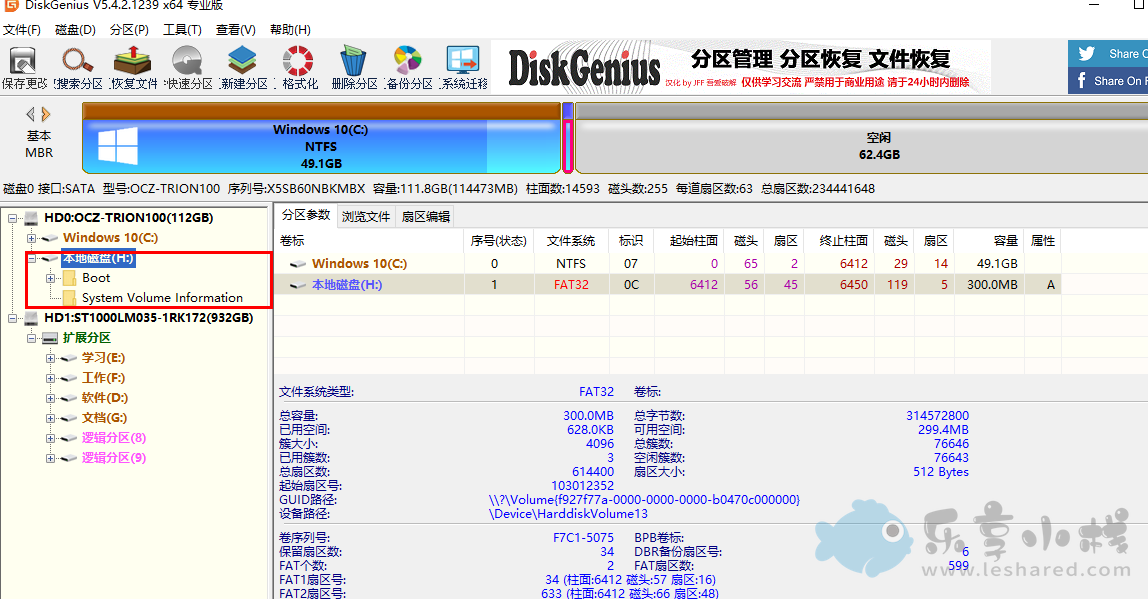 DiskGenius V5.4.2.1239 x64 专业版
文件(F) 磁盘(D) 分区(P) 工具(T) 查看(V) 帮助(H)
保存更改 搜索分区 恢复文件 快速分区 新建分区 格式化 删除分区 备份分区 系统迁移
DiskGenius 分区管理 分区恢复 文件恢复
汉化 by JFF 吾爱破解 仅供学习交流 严禁用于商业用途 请于24小时内删除
Share O
Share On F
基本
MBR
Windows 10(C:)
NTFS
49.1GB
空闲
62.4GB
磁盘0 接口:SATA 型号:OCZ-TRION100 序列号:X5SB60NBKMBX 容量:111.8GB(114473MB) 柱面数:14593 磁头数:255 每道扇区数:63 总扇区数:234441648
HD0:OCZ-TRION100(112GB)
Windows 10(C:)
本地磁盘(H:)
Boot
System Volume Information
HD1:ST1000LM035-1RK172(932GB)
扩展分区
学习(E:)
工作(F:)
软件(D:)
文档(G:)
逻辑分区(8)
逻辑分区(9)
分区参数 浏览文件 扇区编辑
卷标 序号(状态) 文件系统 标识 起始柱面 磁头 扇区 终止柱面 磁头 扇区 容量 属性
Windows 10(C:) 0 NTFS 07 0 65 2 6412 29 14 49.1GB
本地磁盘(H:) 1 FAT32 0C 6412 56 45 6450 119 5 300.0MB A
文件系统类型: FAT32 卷标:
总容量: 300.0MB 总字节数: 314572800
已用空间: 628.0KB 可用空间: 299.4MB
簇大小: 4096 总簇数: 76646
已用簇数: 3 空闲簇数: 76643
总扇区数: 614400 扇区大小: 512 Bytes
起始扇区号: 103012352
GUID路径: \\?\Volume{f927f77a-0000-0000-0000-b0470c000000}
设备路径: \Device\HarddiskVolume13
卷序列号: F7C1-5075 BPB卷标:
保留扇区数: 34 DBR备份扇区号: 6
FAT个数: 2 FAT扇区数: 599
FAT1扇区号: 34 (柱面:6412 磁头:57 扇区:16)
FAT2扇区号: 633 (柱面:6412 磁头:66 扇区:48)
乐享小栈
www.leshared.com